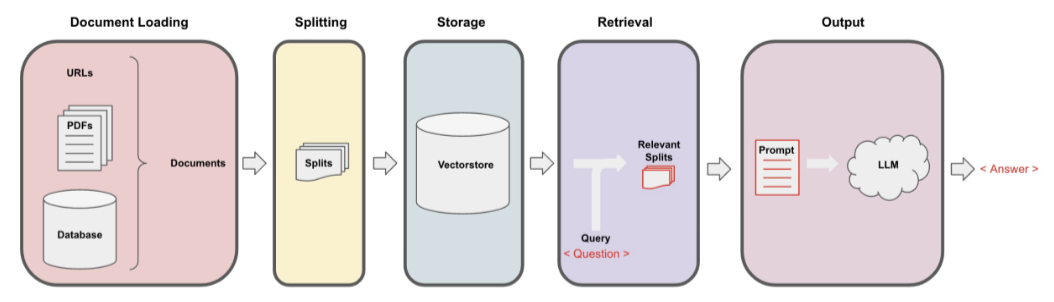 Document Loading
Splitting
Storage
Retrieval
Output
URLs
PDFs
Documents
Database
Splits
Vectorstore
Relevant
Splits
Query
< Question >
Prompt
LLM
< Answer >